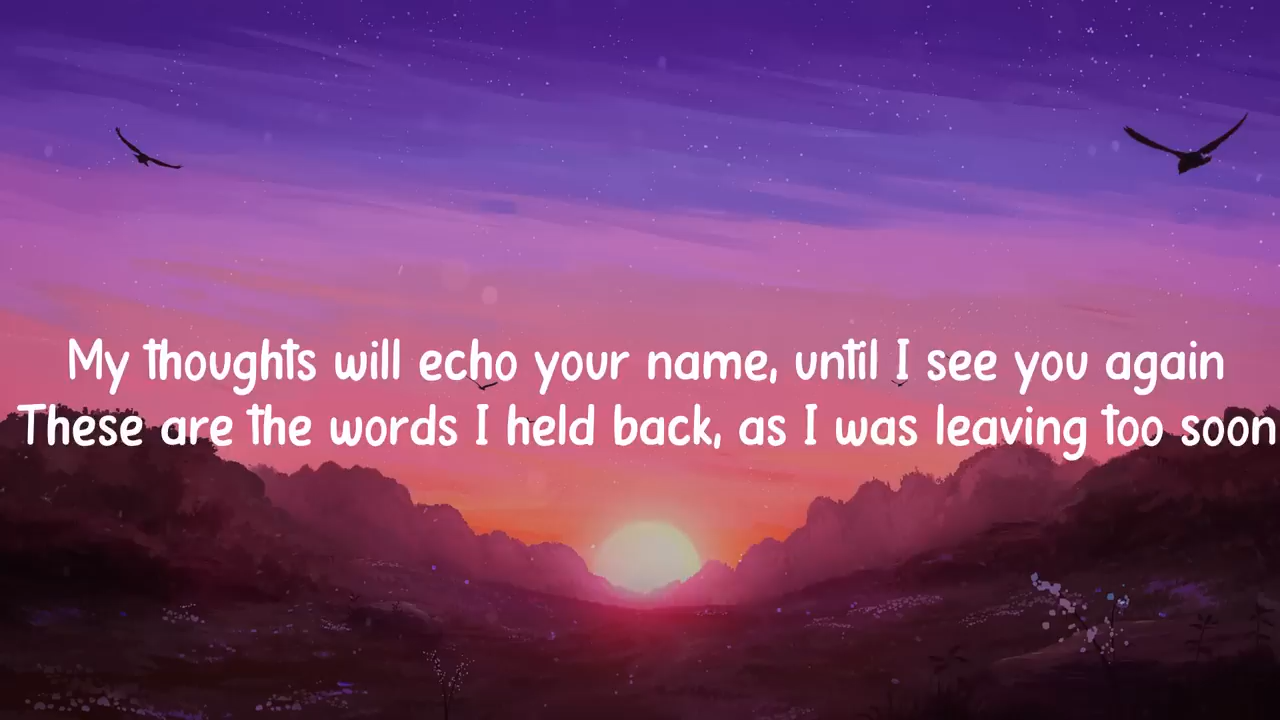 My thoughts will echo your name, until I see you again
These are the words I held back, as I was leaving too soon